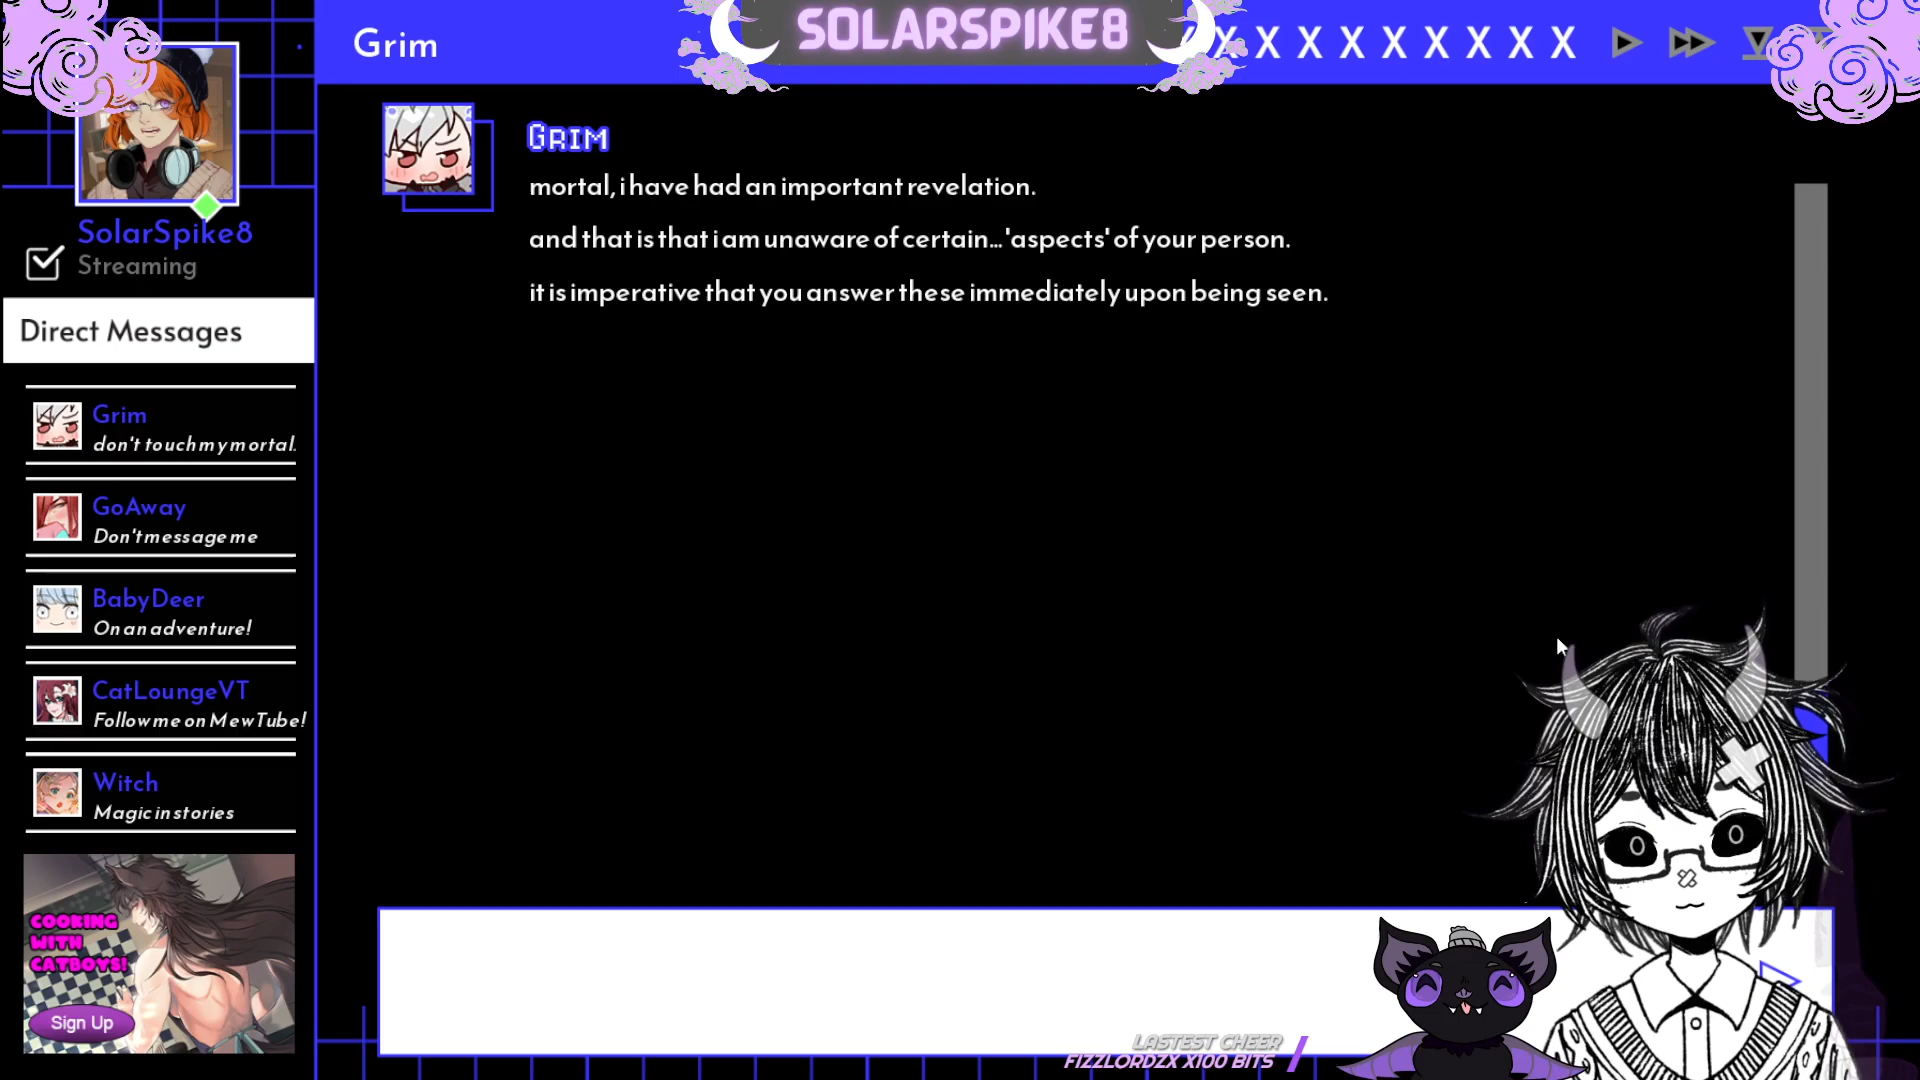 SOLARSPIKE8
Grim
X X X X X X X X X
SolarSpike8
Streaming
Direct Messages
Grim
don't touch my mortal.
GoAway
Don't message me
BabyDeer
On an adventure!
CatLoungeVT
Follow me on MewTube!
Witch
Magic in stories
COOKING
WITH
CATBOYS!
Sign Up
GRIM
mortal, i have had an important revelation.
and that is that i am unaware of certain... 'aspects' of your person.
it is imperative that you answer these immediately upon being seen.
LASTEST CHEER
FIZZLORDZX X100 BITS